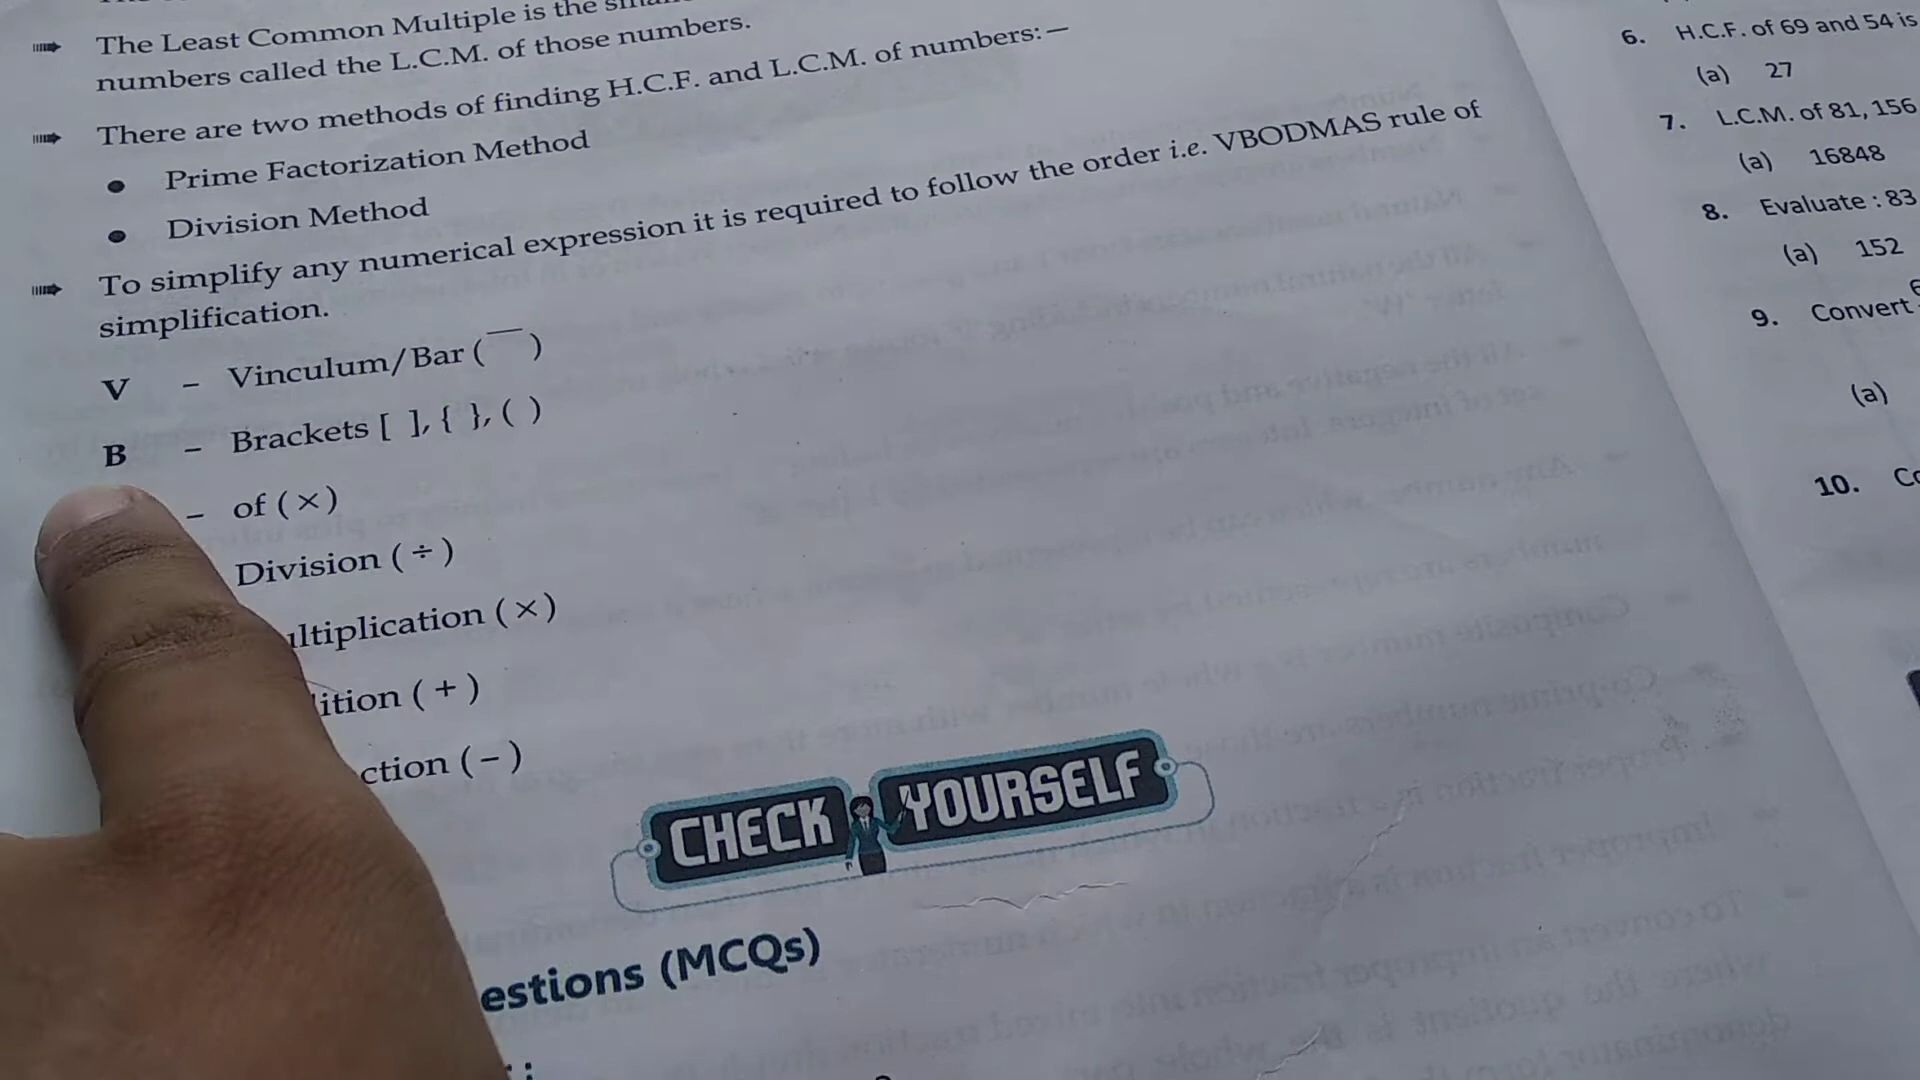 The Least Common Multiple is the
numbers called the L.C.M. of those numbers.
There are two methods of finding H.C.F. and L.C.M. of numbers:—
• Prime Factorization Method
• Division Method
To simplify any numerical expression it is required to follow the order i.e. VBODMAS rule of
simplification.
V – Vinculum/Bar ( ‾ )
B – Brackets [ ], { }, ( )
– of (×)
Division (÷)
ultiplication (×)
ition (+)
ction (−)
CHECK YOURSELF
estions (MCQs)
6. H.C.F. of 69 and 54 is
(a) 27
7. L.C.M. of 81, 156
(a) 16848
8. Evaluate : 83
(a) 152
9. Convert
(a)
10.